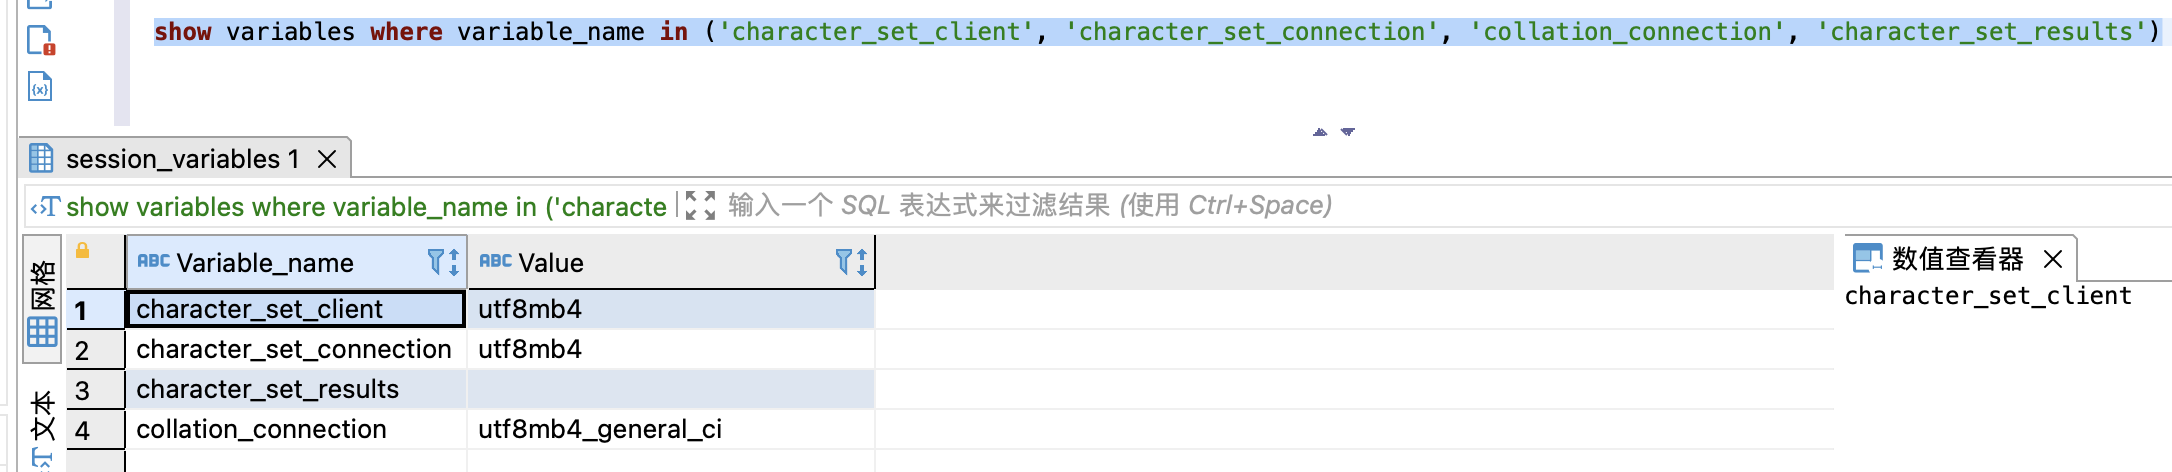 show variables where variable_name in ('character_set_client', 'character_set_connection', 'collation_connection', 'character_set_results')
session_variables 1
show variables where variable_name in ('characte
输入一个 SQL 表达式来过滤结果 (使用 Ctrl+Space)
网格
文本
ABC Variable_name ABC Value
1 character_set_client utf8mb4
2 character_set_connection utf8mb4
3 character_set_results
4 collation_connection utf8mb4_general_ci
数值查看器
character_set_client